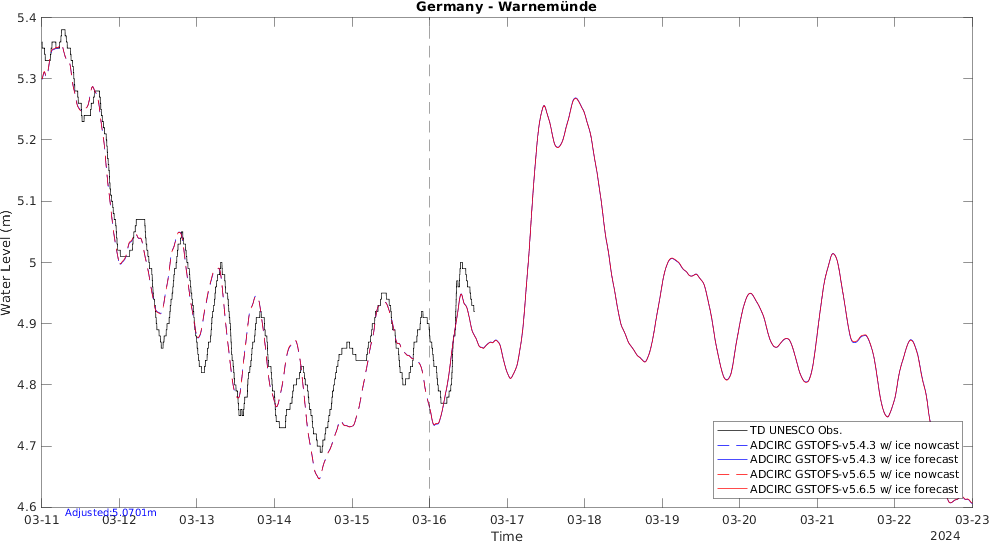 Germany - Warnemünde
5.4
5.3
5.2
5.1
5
4.9
4.8
4.7
4.6
Water Level (m)
TD UNESCO Obs.
ADCIRC GSTOFS-v5.4.3 w/ ice nowcast
ADCIRC GSTOFS-v5.4.3 w/ ice forecast
ADCIRC GSTOFS-v5.6.5 w/ ice nowcast
ADCIRC GSTOFS-v5.6.5 w/ ice forecast
Adjusted:5.0701m
03-11 03-12 03-13 03-14 03-15 03-16 03-17 03-18 03-19 03-20 03-21 03-22 03-23
Time
2024